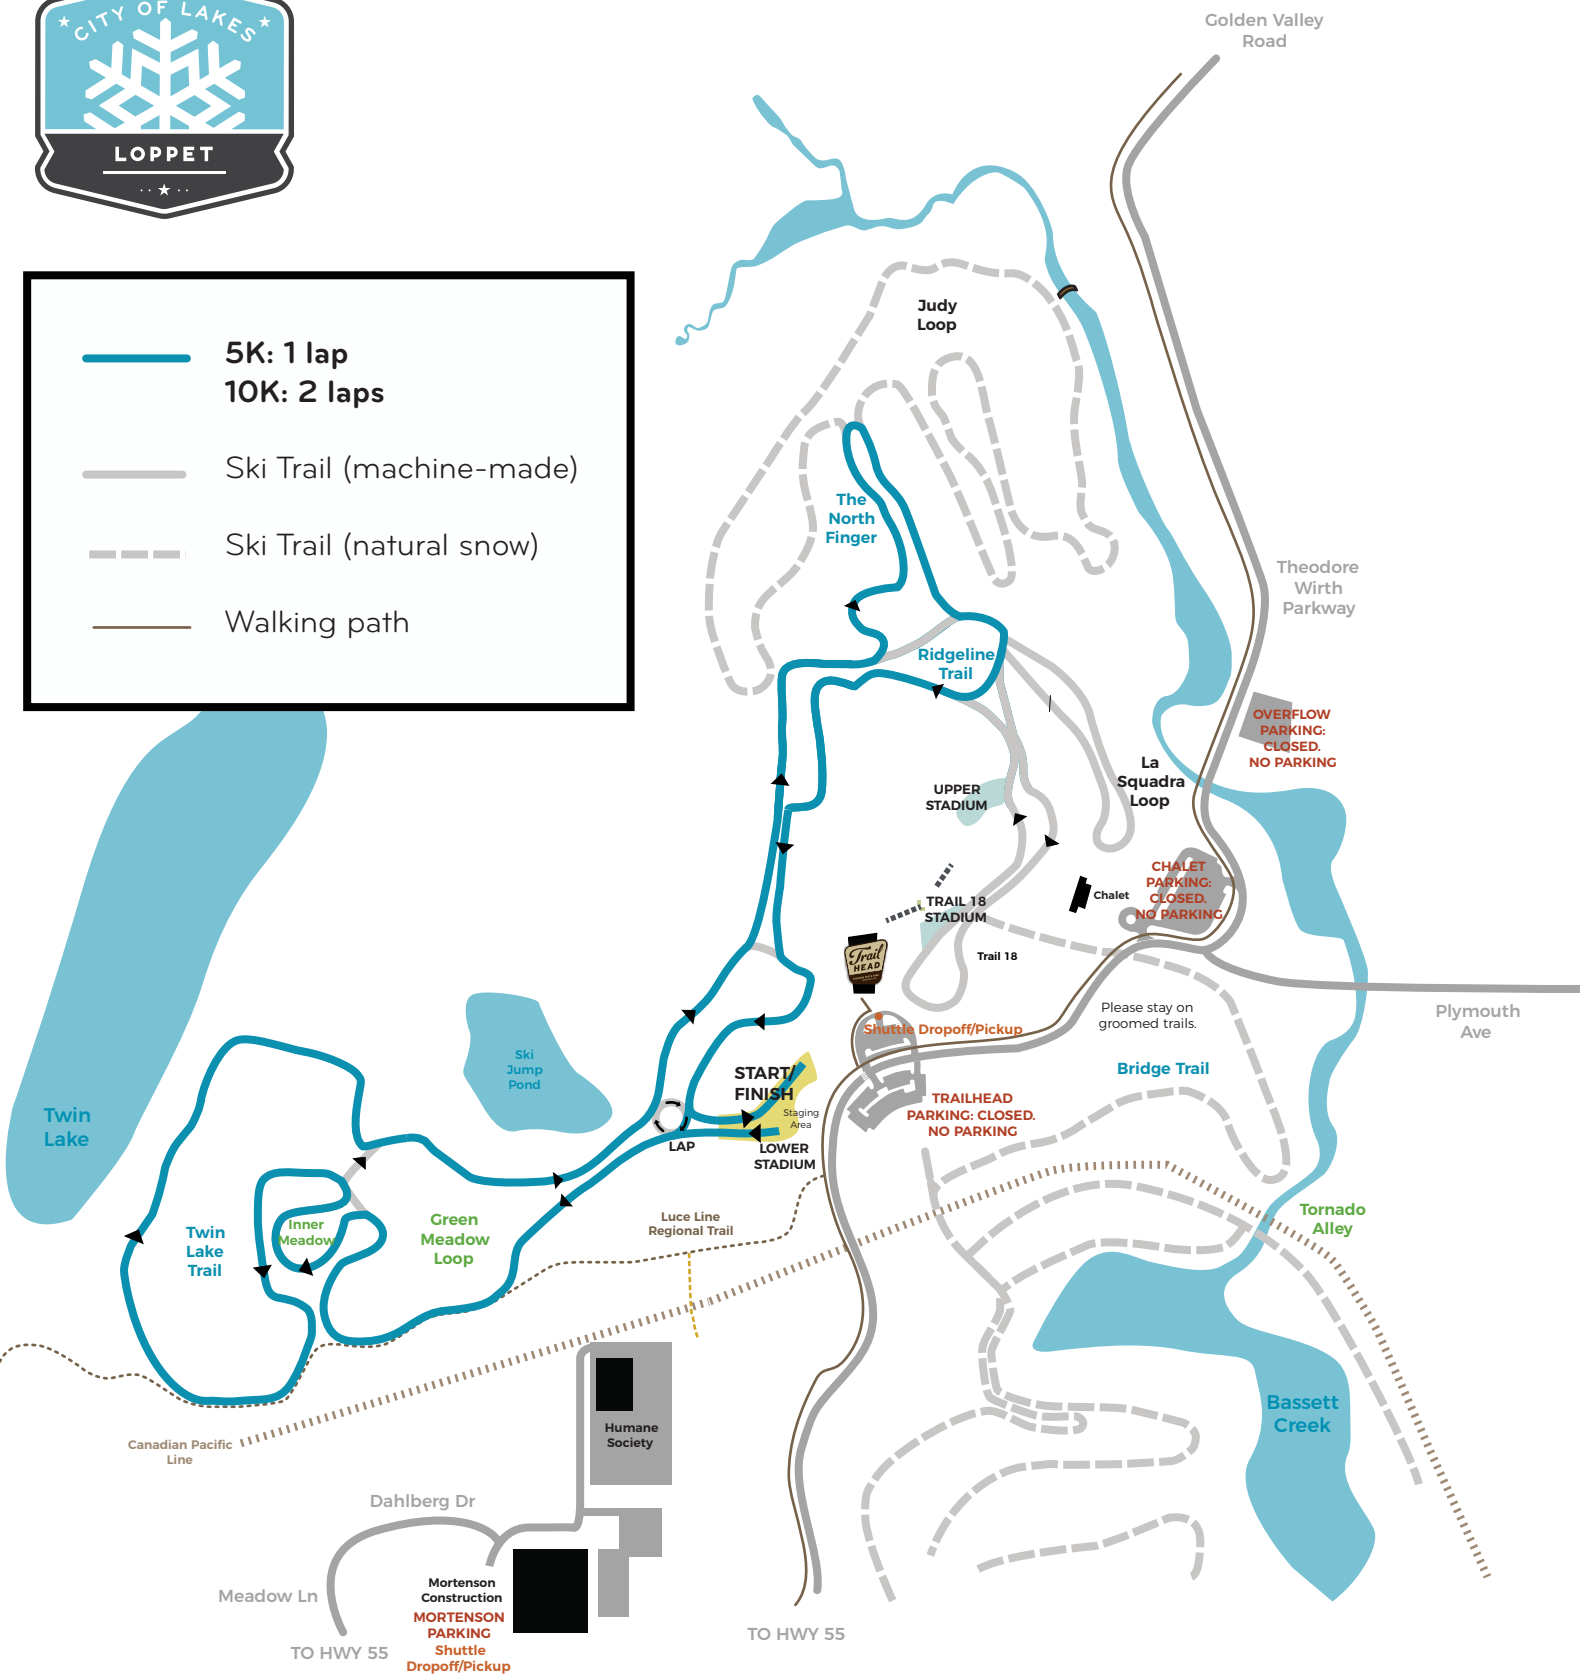 CITY OF LAKES
LOPPET
Golden Valley
Road
5K: 1 lap
10K: 2 laps
Ski Trail (machine-made)
Ski Trail (natural snow)
Walking path
Judy
Loop
The
North
Finger
Theodore
Wirth
Parkway
Ridgeline
Trail
OVERFLOW
PARKING:
CLOSED.
NO PARKING
La
Squadra
Loop
UPPER
STADIUM
CHALET
PARKING:
CLOSED.
NO PARKING
Chalet
TRAIL 18
STADIUM
Trail 18
Trail
HEAD
Please stay on
groomed trails.
Plymouth
Ave
Shuttle Dropoff/Pickup
Ski
Jump
Pond
START/
FINISH
Staging
Area
Bridge Trail
TRAILHEAD
PARKING: CLOSED.
NO PARKING
Twin
Lake
LAP
LOWER
STADIUM
Luce Line
Regional Trail
Tornado
Alley
Twin
Lake
Trail
Inner
Meadow
Green
Meadow
Loop
Bassett
Creek
Canadian Pacific
Line
Humane
Society
Dahlberg Dr
Meadow Ln
Mortenson
Construction
MORTENSON
PARKING
Shuttle
Dropoff/Pickup
TO HWY 55
TO HWY 55